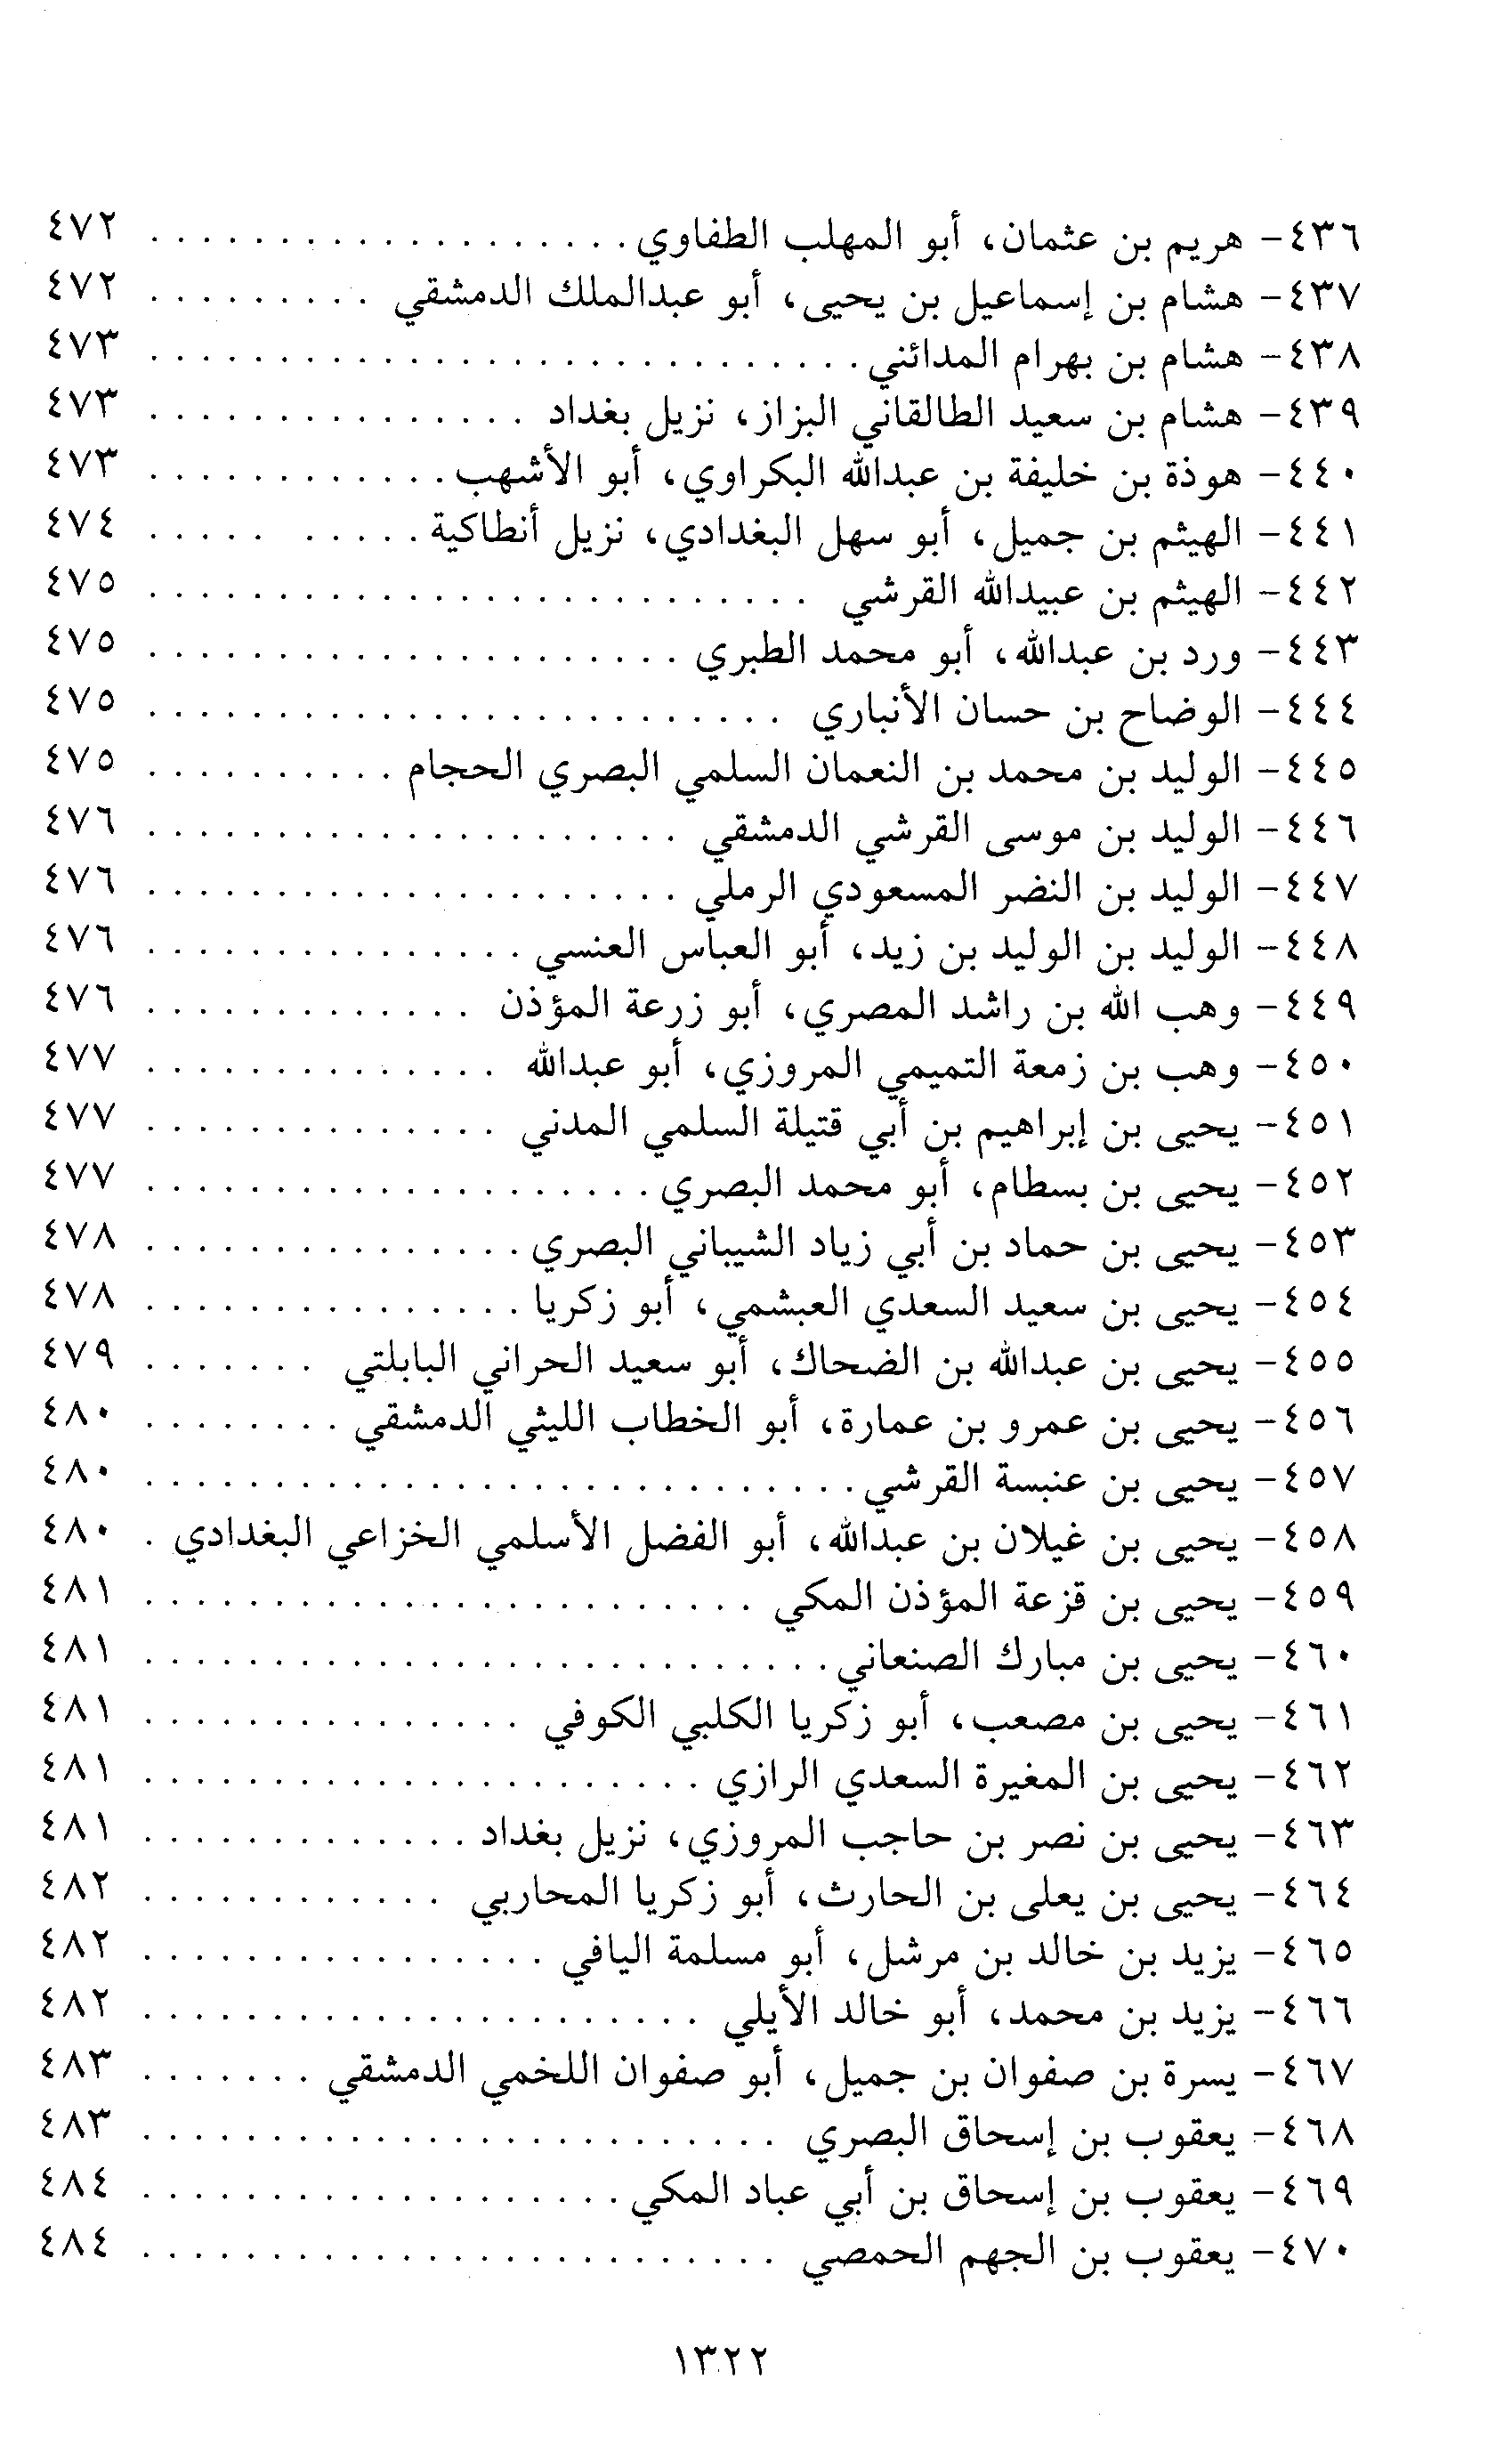 ٤٣٦- هريم بن عثمان، أبو المهلب الطفاوي . . . . . . . . . . . . . . . . . . . ٤٧٢
٤٣٧- هشام بن إسماعيل بن يحيى، أبو عبدالملك الدمشقي . . . . . . . . . ٤٧٢
٤٣٨- هشام بن بهرام المدائني . . . . . . . . . . . . . . . . . . . . . . . . . . . . ٤٧٣
٤٣٩- هشام بن سعيد الطالقاني البزاز، نزيل بغداد . . . . . . . . . . . . . . . ٤٧٣
٤٤٠- هوذة بن خليفة بن عبدالله البكراوي، أبو الأشهب . . . . . . . . . . . . ٤٧٣
٤٤١- الهيثم بن جميل، أبو سهل البغدادي، نزيل أنطاكية . . . . . . . . . . ٤٧٤
٤٤٢- الهيثم بن عبيدالله القرشي . . . . . . . . . . . . . . . . . . . . . . . . . . ٤٧٥
٤٤٣- ورد بن عبدالله، أبو محمد الطبري . . . . . . . . . . . . . . . . . . . . . ٤٧٥
٤٤٤- الوضاح بن حسان الأنباري . . . . . . . . . . . . . . . . . . . . . . . . . ٤٧٥
٤٤٥- الوليد بن محمد بن النعمان السلمي البصري الحجام . . . . . . . . . . ٤٧٥
٤٤٦- الوليد بن موسى القرشي الدمشقي . . . . . . . . . . . . . . . . . . . . . ٤٧٦
٤٤٧- الوليد بن النضر المسعودي الرملي . . . . . . . . . . . . . . . . . . . . . ٤٧٦
٤٤٨- الوليد بن الوليد بن زيد، أبو العباس العنسي . . . . . . . . . . . . . . . ٤٧٦
٤٤٩- وهب الله بن راشد المصري، أبو زرعة المؤذن . . . . . . . . . . . . . ٤٧٦
٤٥٠- وهب بن زمعة التميمي المروزي، أبو عبدالله . . . . . . . . . . . . . . ٤٧٧
٤٥١- يحيى بن إبراهيم بن أبي قتيلة السلمي المدني . . . . . . . . . . . . . . ٤٧٧
٤٥٢- يحيى بن بسطام، أبو محمد البصري . . . . . . . . . . . . . . . . . . . . ٤٧٧
٤٥٣- يحيى بن حماد بن أبي زياد الشيباني البصري . . . . . . . . . . . . . . . ٤٧٨
٤٥٤- يحيى بن سعيد السعدي العبشمي، أبو زكريا . . . . . . . . . . . . . . . ٤٧٨
٤٥٥- يحيى بن عبدالله بن الضحاك، أبو سعيد الحراني البابلتي . . . . . . . ٤٧٩
٤٥٦- يحيى بن عمرو بن عمارة، أبو الخطاب الليثي الدمشقي . . . . . . . . ٤٨٠
٤٥٧- يحيى بن عنبسة القرشي . . . . . . . . . . . . . . . . . . . . . . . . . . . . ٤٨٠
٤٥٨- يحيى بن غيلان بن عبدالله، أبو الفضل الأسلمي الخزاعي البغدادي . ٤٨٠
٤٥٩- يحيى بن قزعة المؤذن المكي . . . . . . . . . . . . . . . . . . . . . . . . ٤٨١
٤٦٠- يحيى بن مبارك الصنعاني . . . . . . . . . . . . . . . . . . . . . . . . . . . ٤٨١
٤٦١- يحيى بن مصعب، أبو زكريا الكلبي الكوفي . . . . . . . . . . . . . . . ٤٨١
٤٦٢- يحيى بن المغيرة السعدي الرازي . . . . . . . . . . . . . . . . . . . . . . ٤٨١
٤٦٣- يحيى بن نصر بن حاجب المروزي، نزيل بغداد . . . . . . . . . . . . . ٤٨١
٤٦٤- يحيى بن يعلى بن الحارث، أبو زكريا المحاربي . . . . . . . . . . . . ٤٨٢
٤٦٥- يزيد بن خالد بن مرشل، أبو مسلمة اليافي . . . . . . . . . . . . . . . . ٤٨٢
٤٦٦- يزيد بن محمد، أبو خالد الأيلي . . . . . . . . . . . . . . . . . . . . . . ٤٨٢
٤٦٧- يسرة بن صفوان بن جميل، أبو صفوان اللخمي الدمشقي . . . . . . . ٤٨٣
٤٦٨- يعقوب بن إسحاق البصري . . . . . . . . . . . . . . . . . . . . . . . . . ٤٨٣
٤٦٩- يعقوب بن إسحاق بن أبي عباد المكي . . . . . . . . . . . . . . . . . . . ٤٨٤
٤٧٠- يعقوب بن الجهم الحمصي . . . . . . . . . . . . . . . . . . . . . . . . . ٤٨٤
١٣٢٢